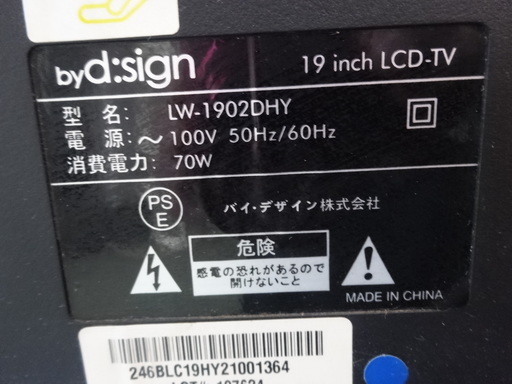 byd:sign
19 inch LCD-TV
型 名: LW-1902DHY
電 源:～100V 50Hz/60Hz
消費電力: 70W
PS
E
バイ・デザイン株式会社
危険
感電の恐れがあるので
開けないこと
MADE IN CHINA
246BLC19HY21001364